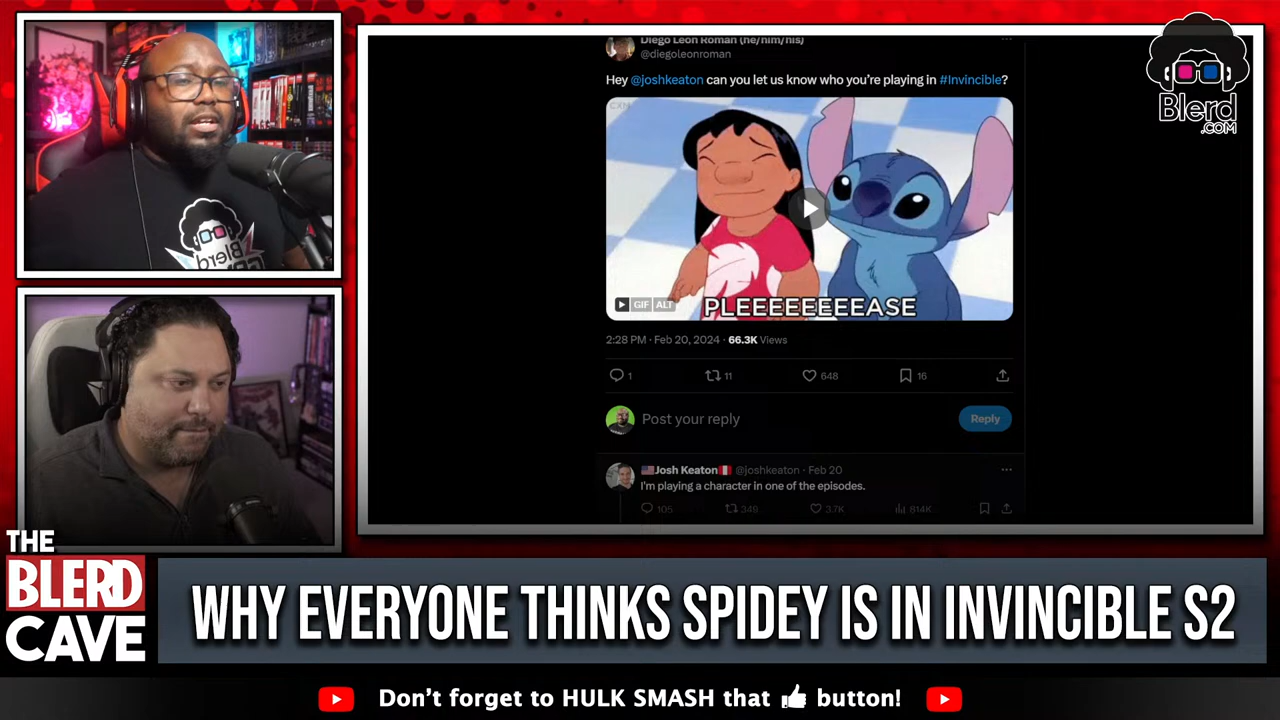 Diego Leon Roman (he/him/his)
@diegoleonroman
Hey @joshkeaton can you let us know who you're playing in #Invincible?
PLEEEEEEEEASE
GIF ALT
2:28 PM · Feb 20, 2024 · 66.3K Views
1 11 648 16
Post your reply
Reply
Josh Keaton @joshkeaton · Feb 20
I'm playing a character in one of the episodes.
105 346 3.7K 814K
Blerd
.COM
Blerd
THE
BLERD
CAVE
WHY EVERYONE THINKS SPIDEY IS IN INVINCIBLE S2
Don't forget to HULK SMASH that button!